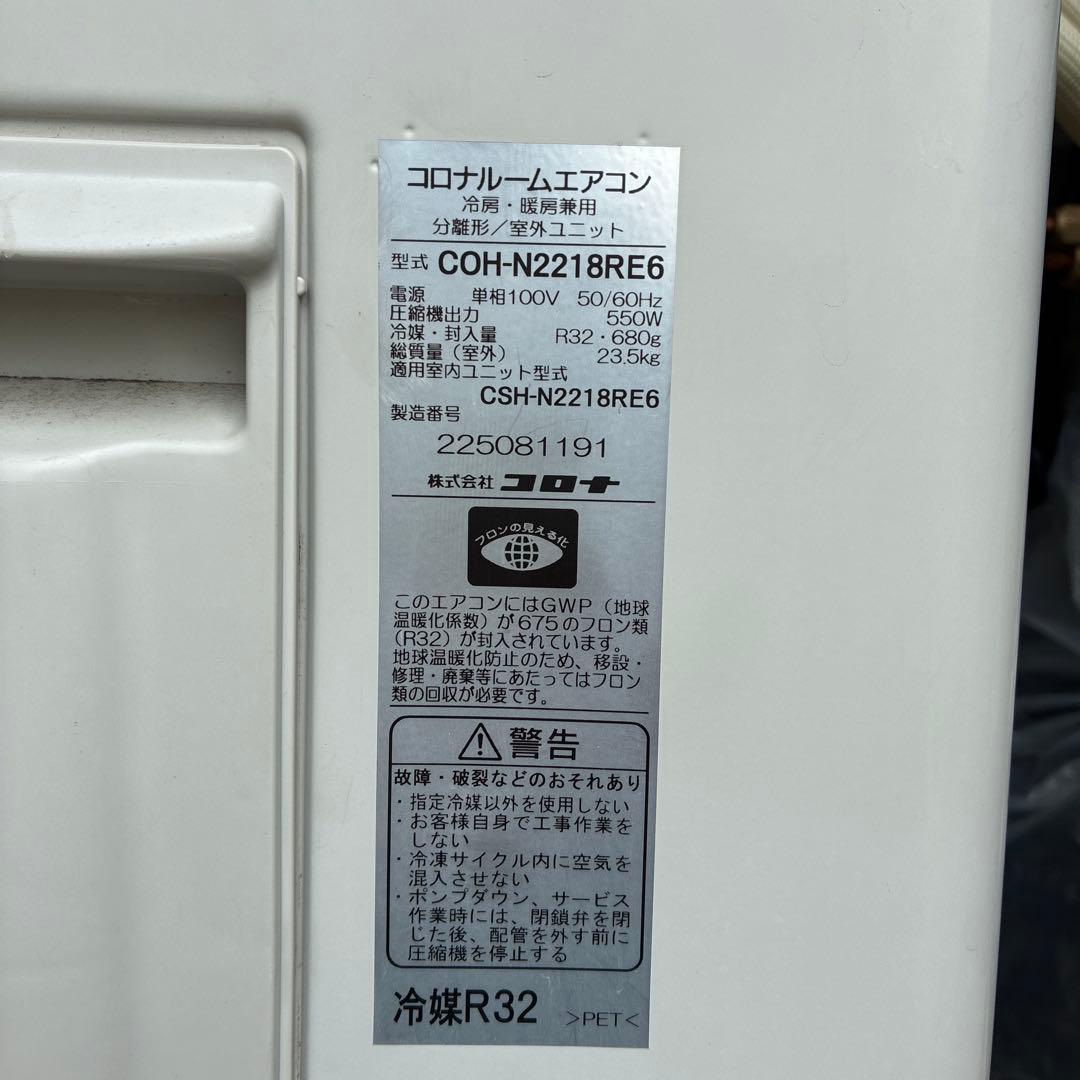 コロナルームエアコン
冷房・暖房兼用
分離形／室外ユニット
型式 COH-N2218RE6
電源 単相100V 50/60Hz
圧縮機出力 550W
冷媒・封入量 R32・680g
総質量（室外） 23.5kg
適用室内ユニット型式
CSH-N2218RE6
製造番号
225081191
株式会社 コロナ
フロンの見える化
このエアコンにはGWP（地球
温暖化係数）が675のフロン類
（R32）が封入されています。
地球温暖化防止のため、移設・
修理・廃棄等にあたってはフロン
類の回収が必要です。
警告
故障・破裂などのおそれあり
・指定冷媒以外を使用しない
・お客様自身で工事作業を
しない
・冷凍サイクル内に空気を
混入させない
・ポンプダウン、サービス
作業時には、閉鎖弁を閉
じた後、配管を外す前に
圧縮機を停止する
冷媒R32 >PET<